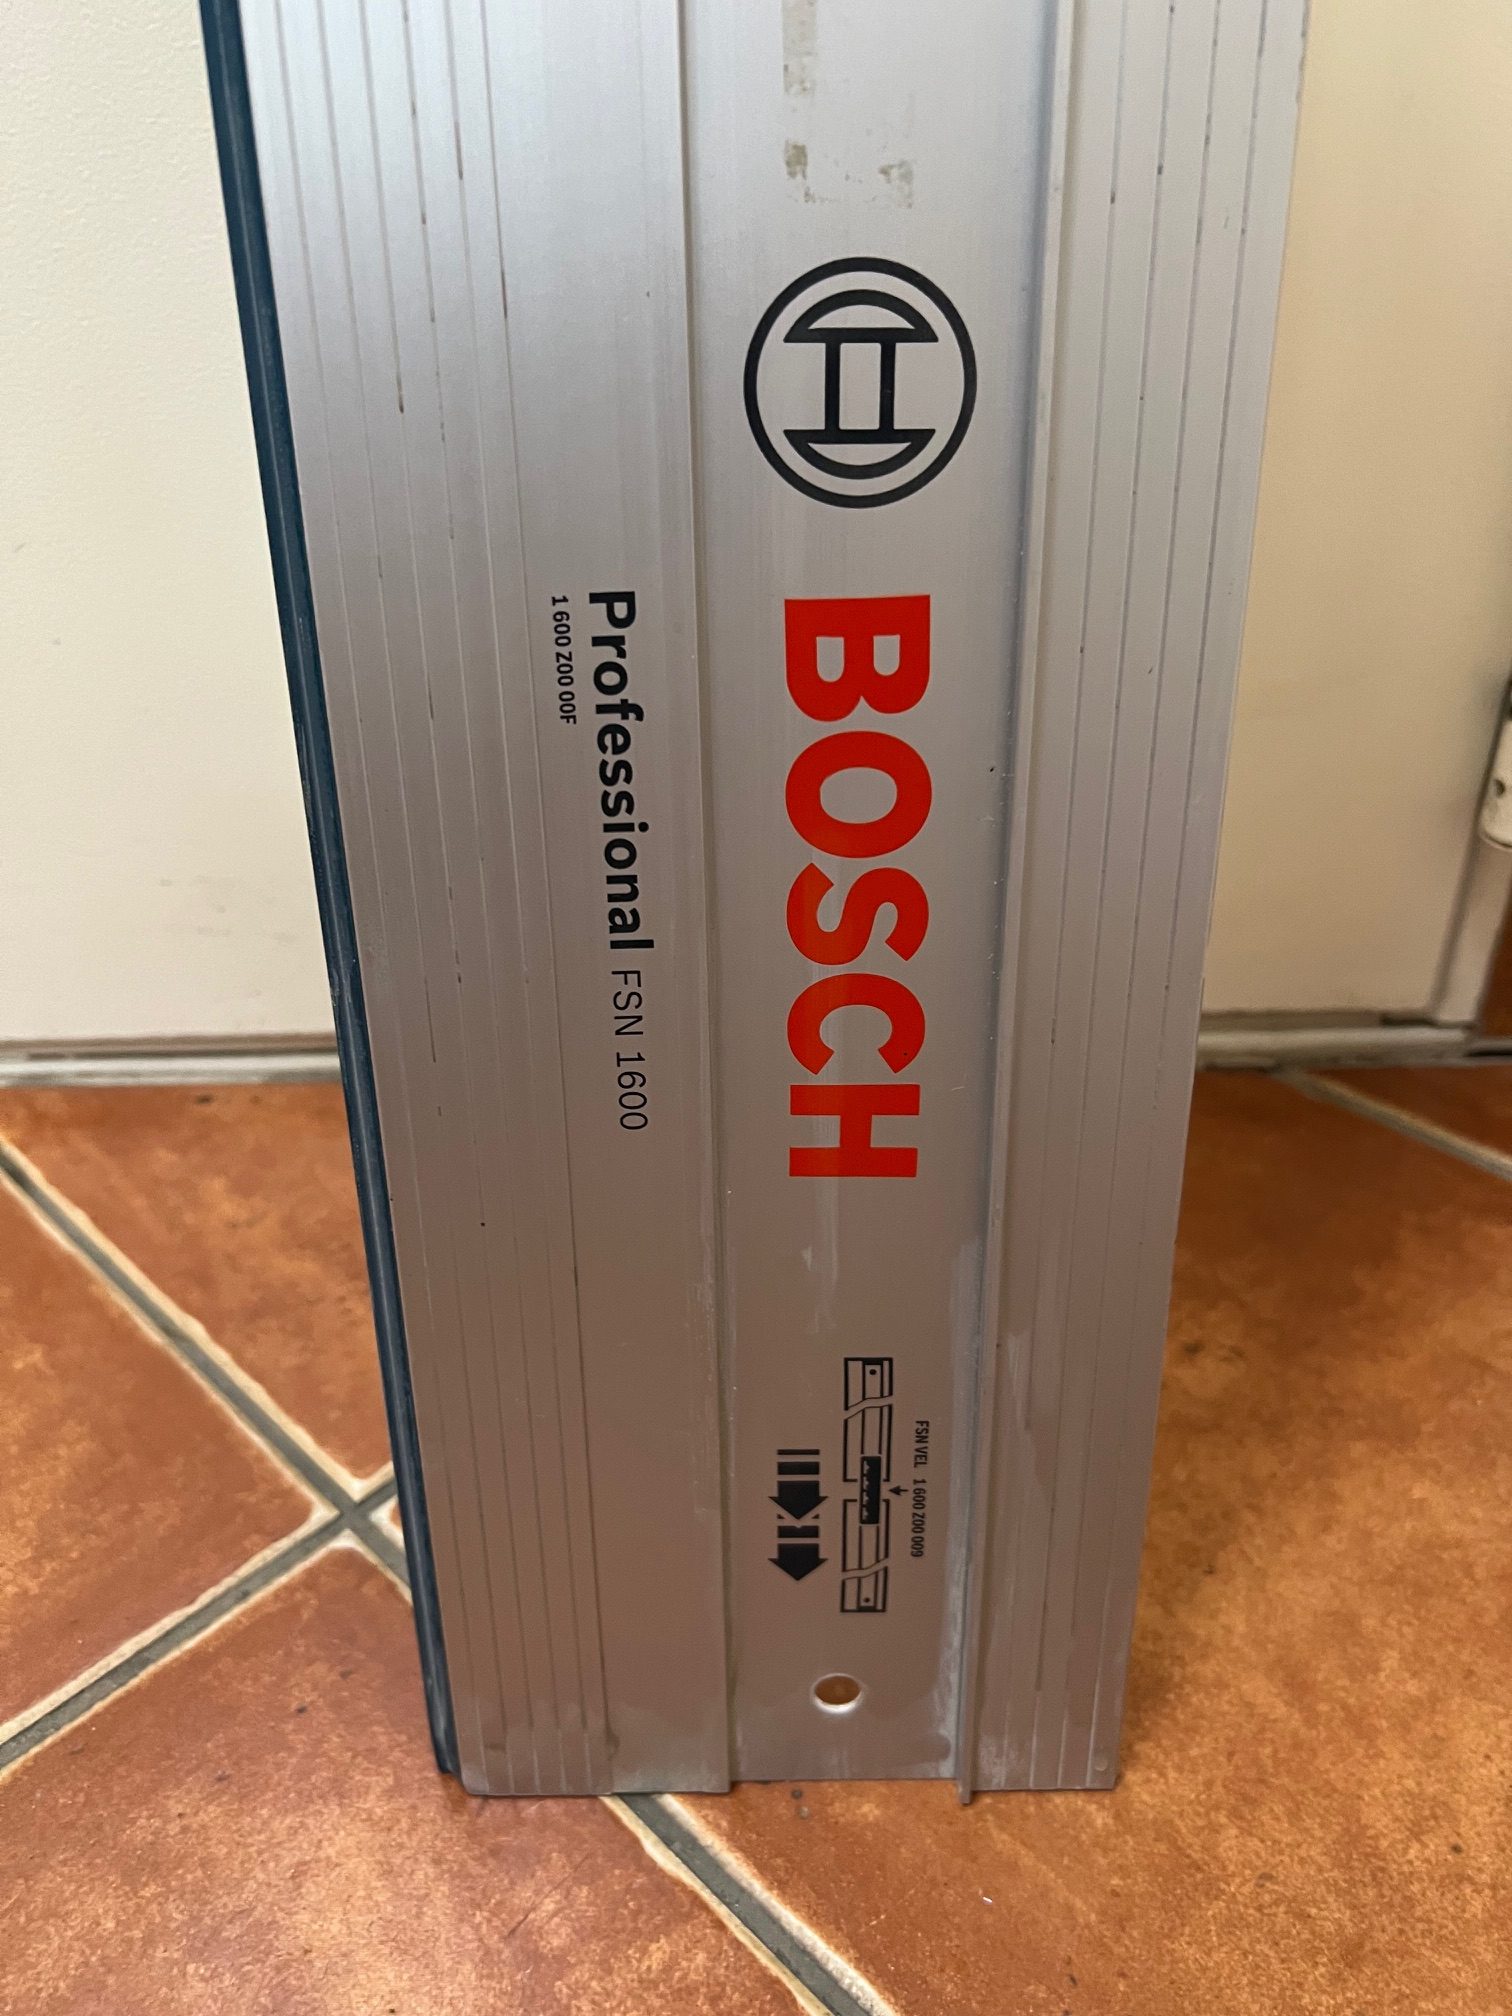 BOSCH
Professional FSN 1600
1 600 Z00 00F
FSN VEL 1 600 Z00 009